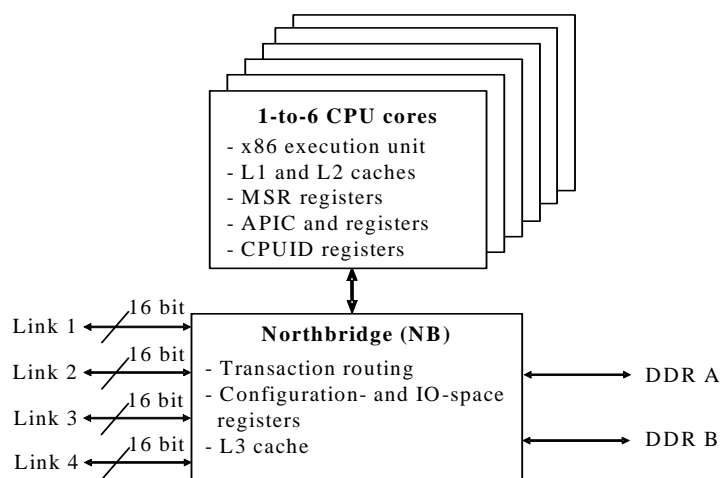 1-to-6 CPU cores
- x86 execution unit
- L1 and L2 caches
- MSR registers
- APIC and registers
- CPUID registers
Link 1
16 bit
Link 2
16 bit
Link 3
16 bit
Link 4
16 bit
Northbridge (NB)
- Transaction routing
- Configuration- and IO-space
registers
- L3 cache
DDR A
DDR B